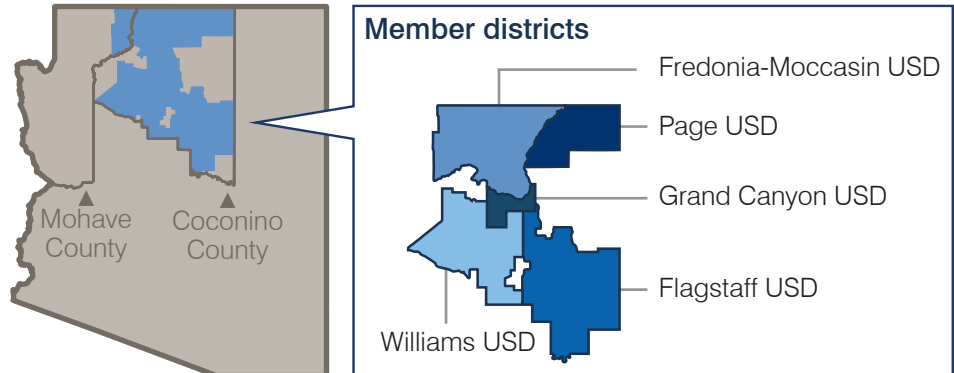 Mohave
County
Coconino
County
Member districts
Fredonia-Moccasin USD
Page USD
Grand Canyon USD
Flagstaff USD
Williams USD